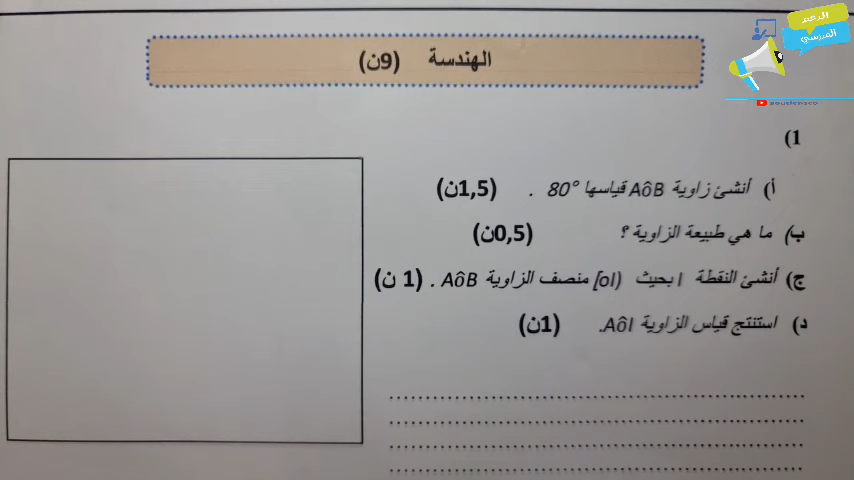 الدعم
المدرسي
الهندسة (9ن)
1)
أ) أنشئ زاوية AôB قياسها °80 . (1,5ن)
ب) ما هي طبيعة الزاوية ؟ (0,5ن)
ج) أنشئ النقطة I بحيث [oI) منصف الزاوية AôB . (1 ن)
د) استنتج قياس الزاوية AôI. (1ن)